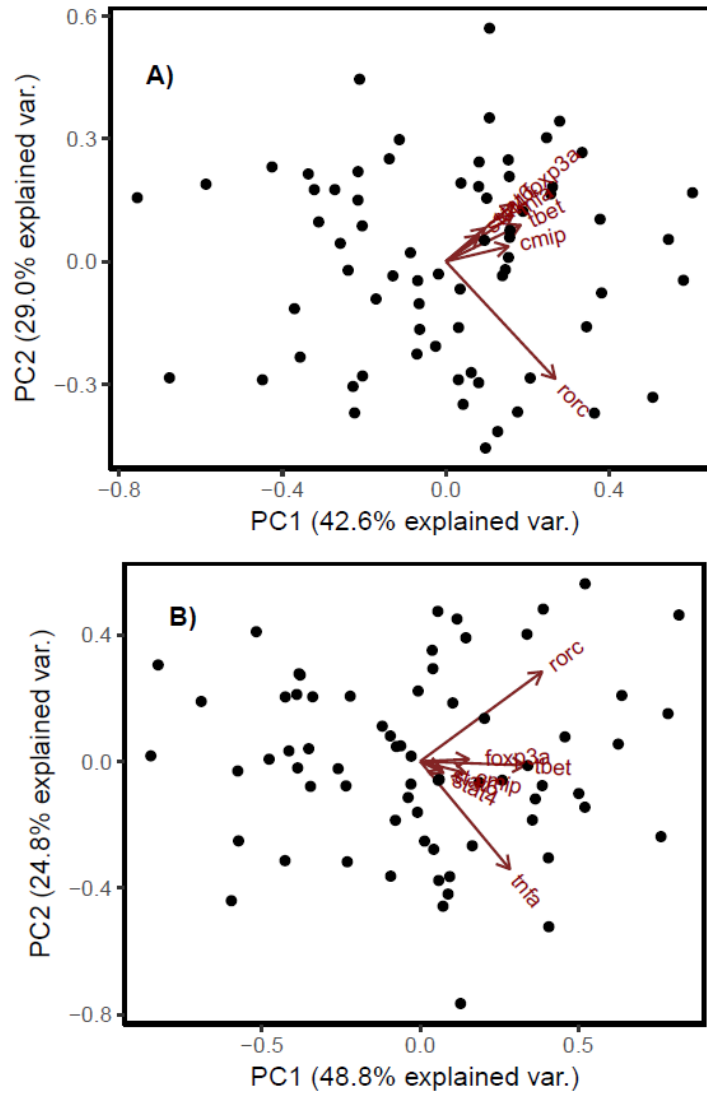 A)
0.6
0.3
0.0
−0.3
PC2 (29.0% explained var.)
foxp3a
tbet
cmip
rorc
−0.8
−0.4
0.0
0.4
PC1 (42.6% explained var.)
B)
0.4
0.0
−0.4
−0.8
PC2 (24.8% explained var.)
rorc
foxp3a
tbet
cmip
stat4
tnfa
−0.5
0.0
0.5
PC1 (48.8% explained var.)